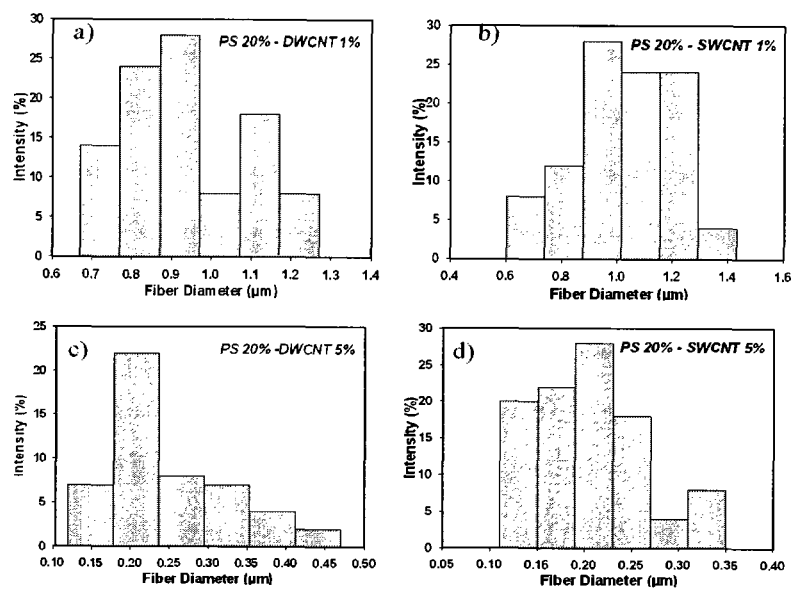 a)
PS 20% - DWCNT 1%
Intensity (%)
30
25
20
15
10
5
0
0.6 0.7 0.8 0.9 1.0 1.1 1.2 1.3 1.4
Fiber Diameter (µm)
b)
PS 20% - SWCNT 1%
Intensity (%)
30
25
20
15
10
5
0
0.4 0.6 0.8 1.0 1.2 1.4 1.6
Fiber Diameter (µm)
c)
PS 20% -DWCNT 5%
Intensity (%)
25
20
15
10
5
0
0.10 0.15 0.20 0.25 0.30 0.35 0.40 0.45 0.50
Fiber Diameter (µm)
d)
PS 20% - SWCNT 5%
Intensity (%)
30
25
20
15
10
5
0
0.05 0.10 0.15 0.20 0.25 0.30 0.35 0.40
Fiber Diameter (µm)